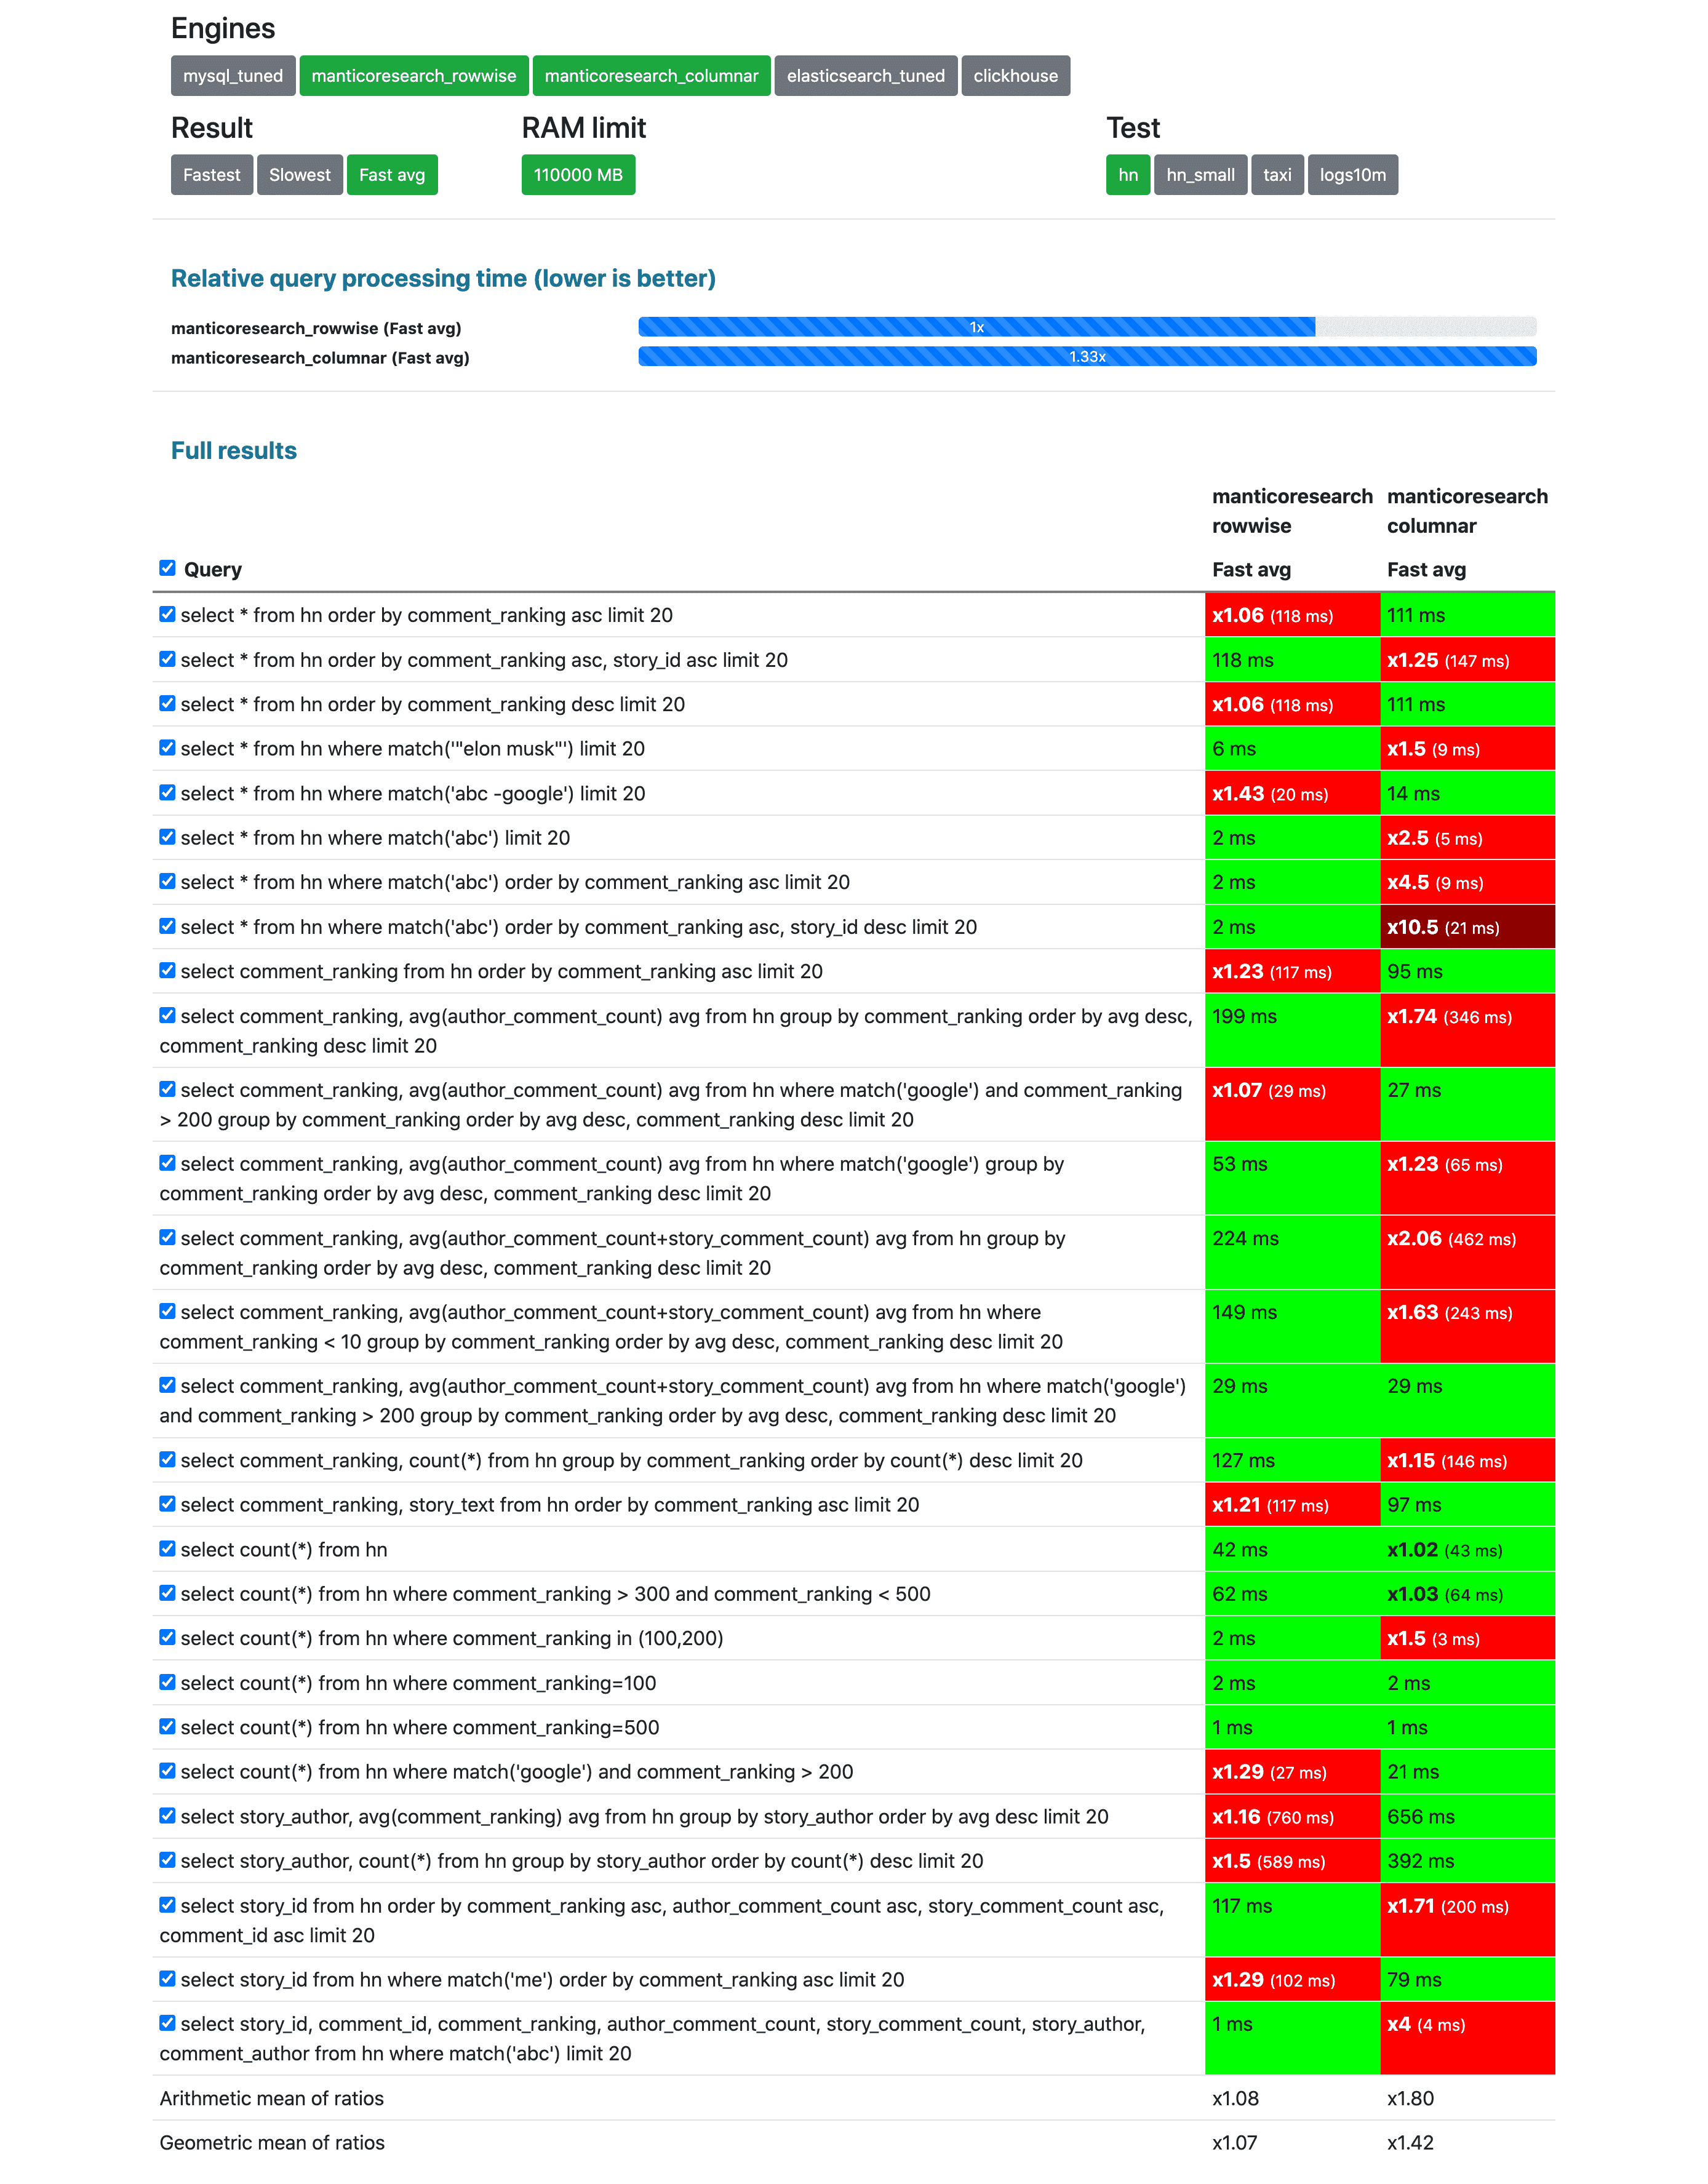 Engines
mysql_tuned manticoresearch_rowwise manticoresearch_columnar elasticsearch_tuned clickhouse
Result RAM limit Test
Fastest Slowest Fast avg 110000 MB hn hn_small taxi logs10m
Relative query processing time (lower is better)
manticoresearch_rowwise (Fast avg) 1x
manticoresearch_columnar (Fast avg) 1.33x
Full results
manticoresearch manticoresearch
rowwise columnar
Query Fast avg Fast avg
select * from hn order by comment_ranking asc limit 20 x1.06 (118 ms) 111 ms
select * from hn order by comment_ranking asc, story_id asc limit 20 118 ms x1.25 (147 ms)
select * from hn order by comment_ranking desc limit 20 x1.06 (118 ms) 111 ms
select * from hn where match('"elon musk"') limit 20 6 ms x1.5 (9 ms)
select * from hn where match('abc -google') limit 20 x1.43 (20 ms) 14 ms
select * from hn where match('abc') limit 20 2 ms x2.5 (5 ms)
select * from hn where match('abc') order by comment_ranking asc limit 20 2 ms x4.5 (9 ms)
select * from hn where match('abc') order by comment_ranking asc, story_id desc limit 20 2 ms x10.5 (21 ms)
select comment_ranking from hn order by comment_ranking asc limit 20 x1.23 (117 ms) 95 ms
select comment_ranking, avg(author_comment_count) avg from hn group by comment_ranking order by avg desc, 199 ms x1.74 (346 ms)
comment_ranking desc limit 20
select comment_ranking, avg(author_comment_count) avg from hn where match('google') and comment_ranking x1.07 (29 ms) 27 ms
> 200 group by comment_ranking order by avg desc, comment_ranking desc limit 20
select comment_ranking, avg(author_comment_count) avg from hn where match('google') group by 53 ms x1.23 (65 ms)
comment_ranking order by avg desc, comment_ranking desc limit 20
select comment_ranking, avg(author_comment_count+story_comment_count) avg from hn group by 224 ms x2.06 (462 ms)
comment_ranking order by avg desc, comment_ranking desc limit 20
select comment_ranking, avg(author_comment_count+story_comment_count) avg from hn where 149 ms x1.63 (243 ms)
comment_ranking < 10 group by comment_ranking order by avg desc, comment_ranking desc limit 20
select comment_ranking, avg(author_comment_count+story_comment_count) avg from hn where match('google') 29 ms 29 ms
and comment_ranking > 200 group by comment_ranking order by avg desc, comment_ranking desc limit 20
select comment_ranking, count(*) from hn group by comment_ranking order by count(*) desc limit 20 127 ms x1.15 (146 ms)
select comment_ranking, story_text from hn order by comment_ranking asc limit 20 x1.21 (117 ms) 97 ms
select count(*) from hn 42 ms x1.02 (43 ms)
select count(*) from hn where comment_ranking > 300 and comment_ranking < 500 62 ms x1.03 (64 ms)
select count(*) from hn where comment_ranking in (100,200) 2 ms x1.5 (3 ms)
select count(*) from hn where comment_ranking=100 2 ms 2 ms
select count(*) from hn where comment_ranking=500 1 ms 1 ms
select count(*) from hn where match('google') and comment_ranking > 200 x1.29 (27 ms) 21 ms
select story_author, avg(comment_ranking) avg from hn group by story_author order by avg desc limit 20 x1.16 (760 ms) 656 ms
select story_author, count(*) from hn group by story_author order by count(*) desc limit 20 x1.5 (589 ms) 392 ms
select story_id from hn order by comment_ranking asc, author_comment_count asc, story_comment_count asc, 117 ms x1.71 (200 ms)
comment_id asc limit 20
select story_id from hn where match('me') order by comment_ranking asc limit 20 x1.29 (102 ms) 79 ms
select story_id, comment_id, comment_ranking, author_comment_count, story_comment_count, story_author, 1 ms x4 (4 ms)
comment_author from hn where match('abc') limit 20
Arithmetic mean of ratios x1.08 x1.80
Geometric mean of ratios x1.07 x1.42